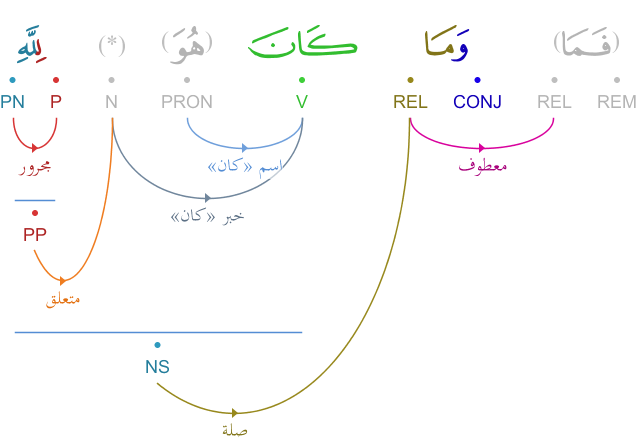 (فَمَا) وَمَا كَانَ (هُوَ) (*) لِلَّهِ
REM REL CONJ REL V PRON N P PN
معطوف
اسم «كان»
مجرور
خبر «كان»
PP
متعلق
NS
صلة